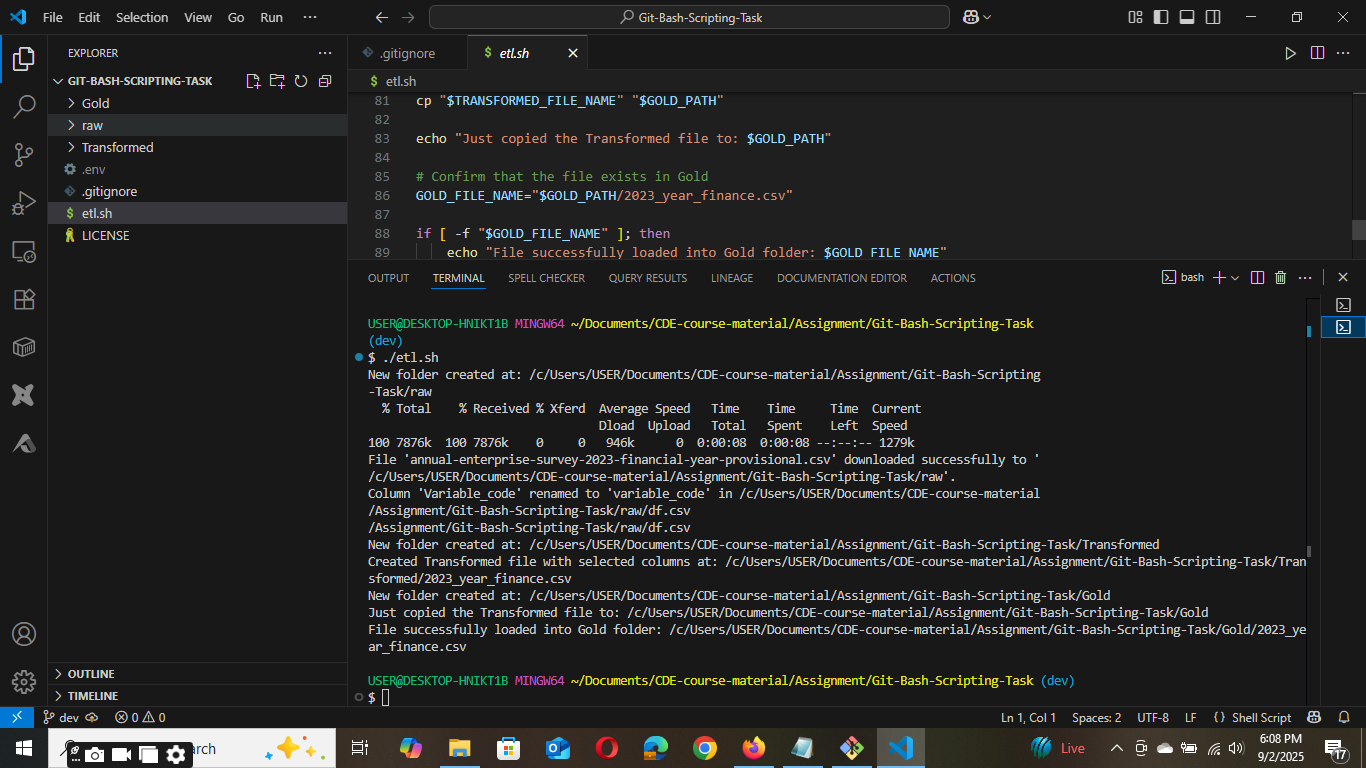 File Edit Selection View Go Run ··· Git-Bash-Scripting-Task
EXPLORER
GIT-BASH-SCRIPTING-TASK
Gold
raw
Transformed
.env
.gitignore
etl.sh
LICENSE
OUTLINE
TIMELINE
.gitignore $ etl.sh
$ etl.sh
81 cp "$TRANSFORMED_FILE_NAME" "$GOLD_PATH"
82
83 echo "Just copied the Transformed file to: $GOLD_PATH"
84
85 # Confirm that the file exists in Gold
86 GOLD_FILE_NAME="$GOLD_PATH/2023_year_finance.csv"
87
88 if [ -f "$GOLD_FILE_NAME" ]; then
89 echo "File successfully loaded into Gold folder: $GOLD_FILE_NAME"
OUTPUT TERMINAL SPELL CHECKER QUERY RESULTS LINEAGE DOCUMENTATION EDITOR ACTIONS bash
USER@DESKTOP-HNIKT1B MINGW64 ~/Documents/CDE-course-material/Assignment/Git-Bash-Scripting-Task
(dev)
$ ./etl.sh
New folder created at: /c/Users/USER/Documents/CDE-course-material/Assignment/Git-Bash-Scripting
-Task/raw
% Total % Received % Xferd Average Speed Time Time Time Current
Dload Upload Total Spent Left Speed
100 7876k 100 7876k 0 0 946k 0 0:00:08 0:00:08 --:--:-- 1279k
File 'annual-enterprise-survey-2023-financial-year-provisional.csv' downloaded successfully to '
/c/Users/USER/Documents/CDE-course-material/Assignment/Git-Bash-Scripting-Task/raw'.
Column 'Variable_code' renamed to 'variable_code' in /c/Users/USER/Documents/CDE-course-material
/Assignment/Git-Bash-Scripting-Task/raw/df.csv
/Assignment/Git-Bash-Scripting-Task/raw/df.csv
New folder created at: /c/Users/USER/Documents/CDE-course-material/Assignment/Git-Bash-Scripting-Task/Transformed
Created Transformed file with selected columns at: /c/Users/USER/Documents/CDE-course-material/Assignment/Git-Bash-Scripting-Task/Tran
sformed/2023_year_finance.csv
New folder created at: /c/Users/USER/Documents/CDE-course-material/Assignment/Git-Bash-Scripting-Task/Gold
Just copied the Transformed file to: /c/Users/USER/Documents/CDE-course-material/Assignment/Git-Bash-Scripting-Task/Gold
File successfully loaded into Gold folder: /c/Users/USER/Documents/CDE-course-material/Assignment/Git-Bash-Scripting-Task/Gold/2023_ye
ar_finance.csv
USER@DESKTOP-HNIKT1B MINGW64 ~/Documents/CDE-course-material/Assignment/Git-Bash-Scripting-Task (dev)
$
dev 0 0 Ln 1, Col 1 Spaces: 2 UTF-8 LF {} Shell Script
Live 6:08 PM
9/2/2025
17